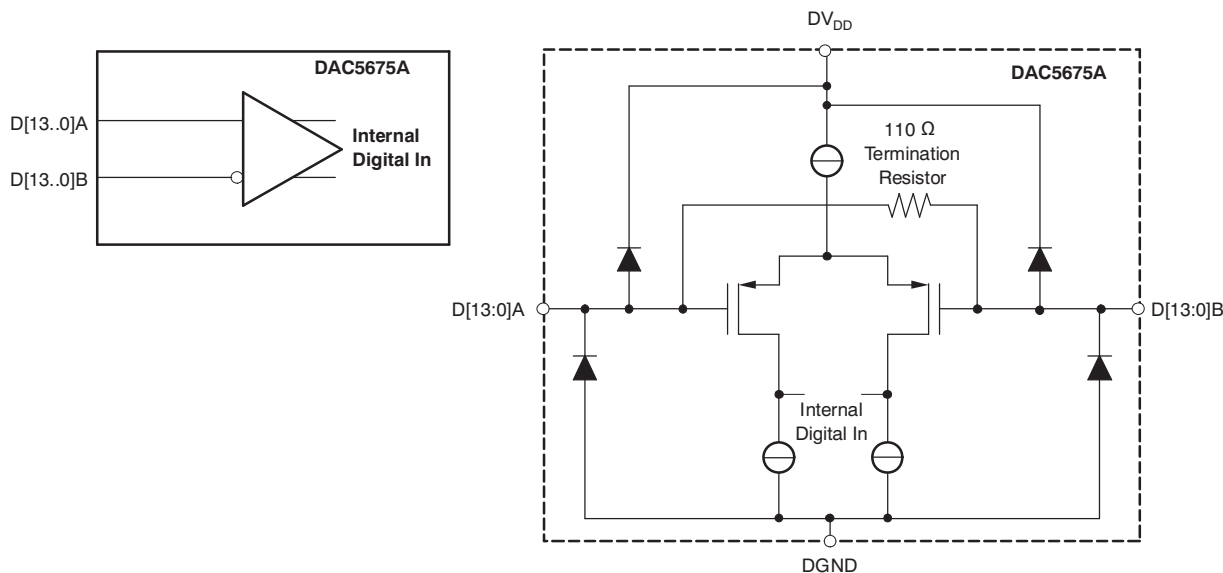 DAC5675A
D[13..0]A
Internal
Digital In
D[13..0]B
DV_DD
DAC5675A
110 Ω
Termination
Resistor
D[13:0]A
D[13:0]B
Internal
Digital In
DGND